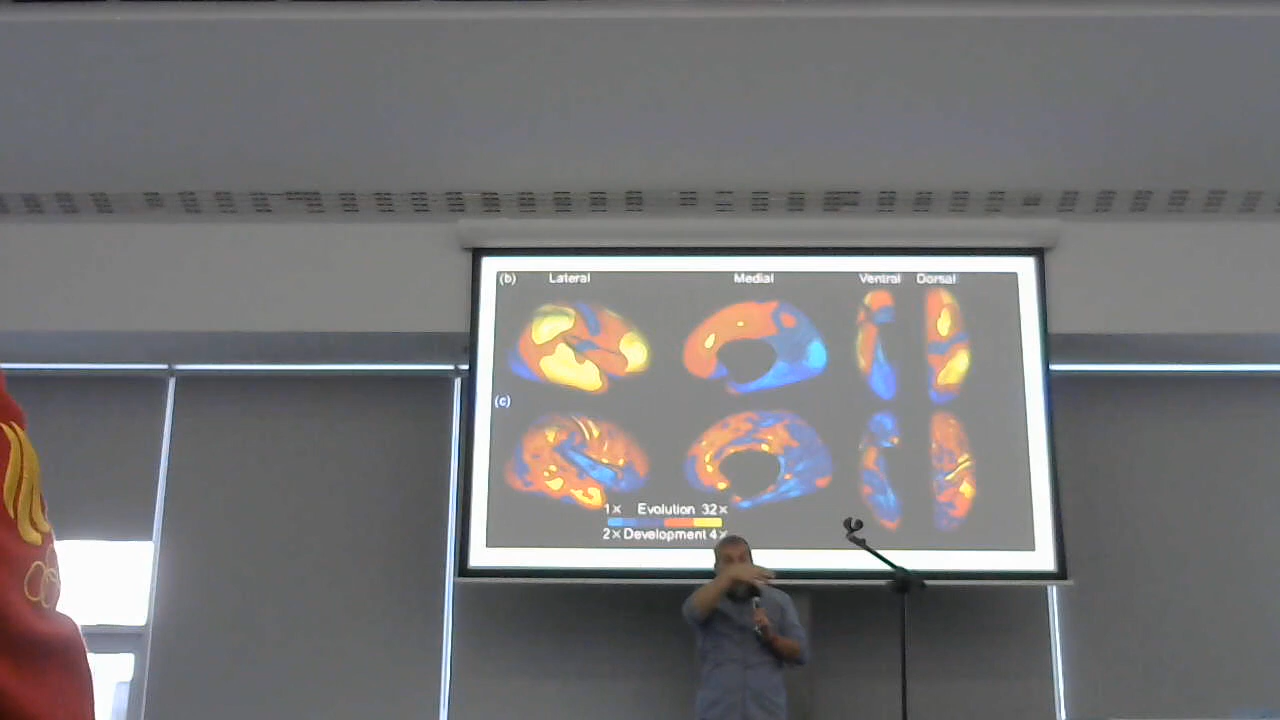 (b) Lateral Medial Ventral Dorsal
(c)
1× Evolution 32×
2× Development 4×